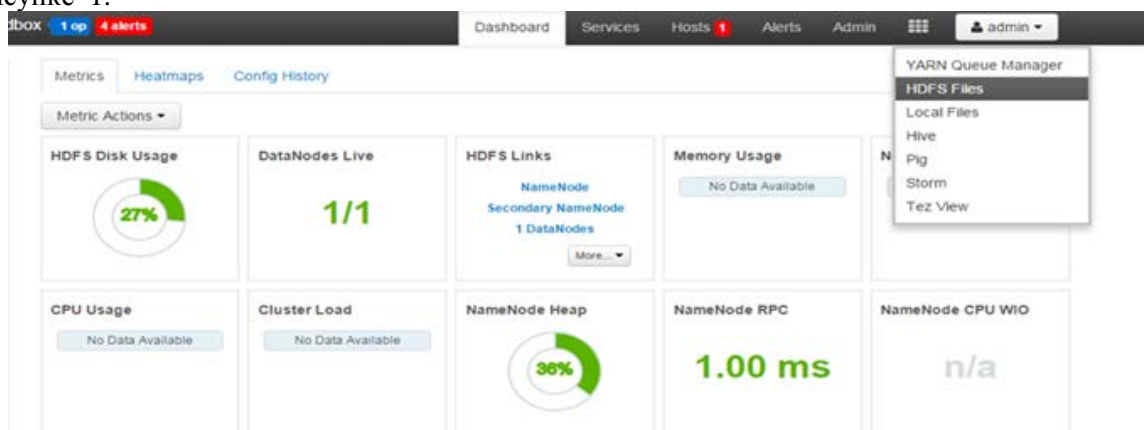 dbox 1 op 4 alerts Dashboard Services Hosts 1 Alerts Admin admin
Metrics Heatmaps Config History
Metric Actions
YARN Queue Manager
HDFS Files
Local Files
Hive
Pig
Storm
Tez View
HDFS Disk Usage DataNodes Live HDFS Links Memory Usage N
27%
1/1
NameNode
Secondary NameNode
1 DataNodes
More...
No Data Available
CPU Usage Cluster Load NameNode Heap NameNode RPC NameNode CPU WIO
No Data Available
No Data Available
36%
1.00 ms
n/a